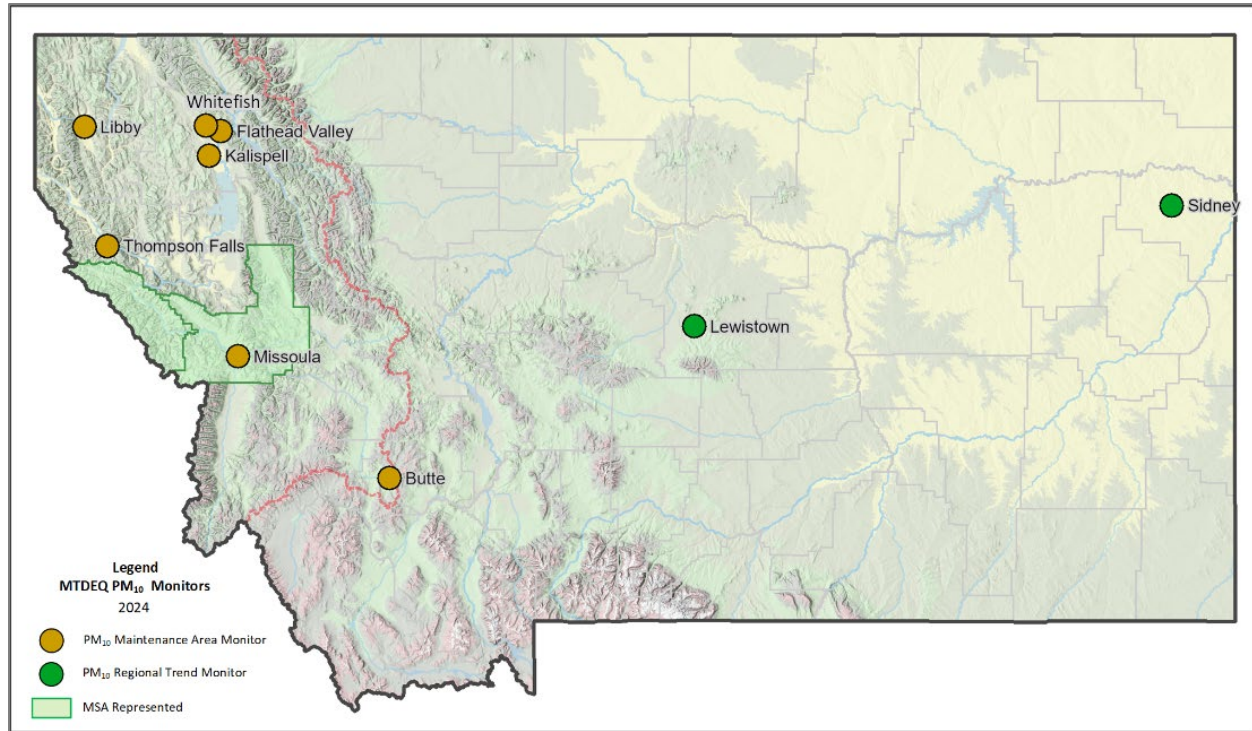 Whitefish
Libby
Flathead Valley
Kalispell
Sidney
Thompson Falls
Lewistown
Missoula
Butte
Legend
MTDEQ PM₁₀ Monitors
2024
PM₁₀ Maintenance Area Monitor
PM₁₀ Regional Trend Monitor
MSA Represented